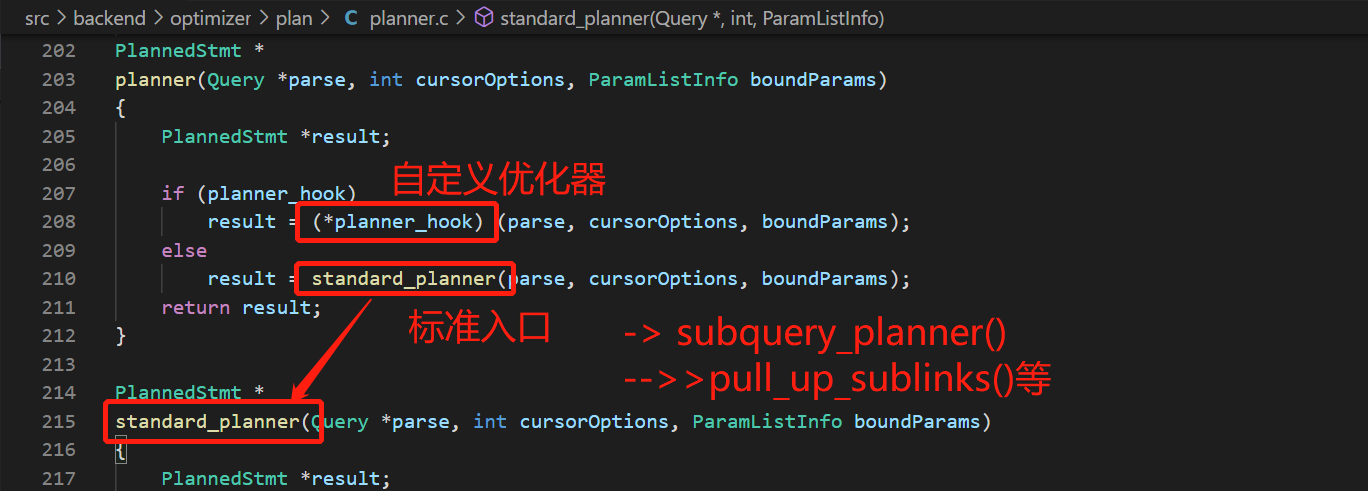 src > backend > optimizer > plan > C planner.c > standard_planner(Query *, int, ParamListInfo)
202 PlannedStmt *
203 planner(Query *parse, int cursorOptions, ParamListInfo boundParams)
204 {
205 PlannedStmt *result;
206
自定义优化器
207 if (planner_hook)
208 result = (*planner_hook) (parse, cursorOptions, boundParams);
209 else
210 result = standard_planner(parse, cursorOptions, boundParams);
211 return result;
标准入口
-> subquery_planner()
212 }
213
-->>pull_up_sublinks()等
214 PlannedStmt *
215 standard_planner(Query *parse, int cursorOptions, ParamListInfo boundParams)
216 {
217 PlannedStmt *result;